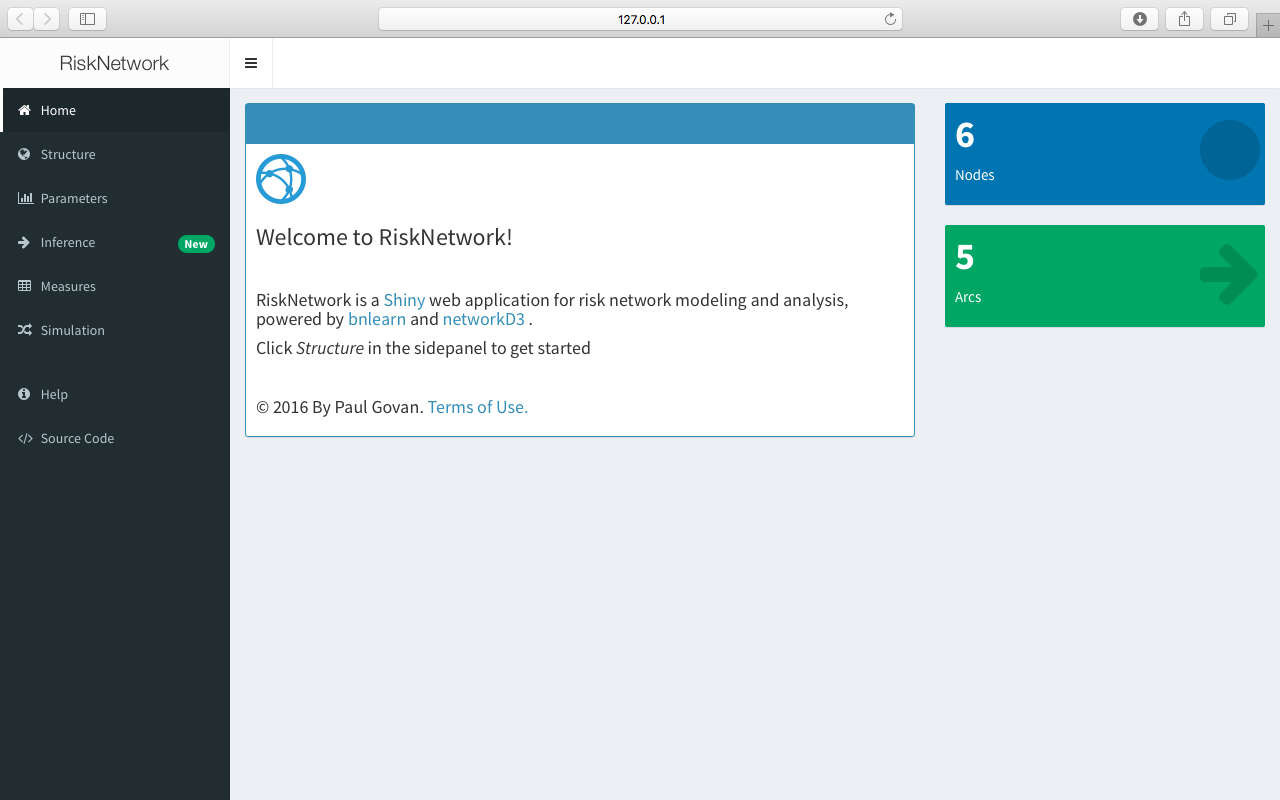 127.0.0.1
RiskNetwork
Home
Structure
Parameters
Inference New
Measures
Simulation
Help
Source Code
Welcome to RiskNetwork!
RiskNetwork is a Shiny web application for risk network modeling and analysis,
powered by bnlearn and networkD3 .
Click Structure in the sidepanel to get started
© 2016 By Paul Govan. Terms of Use.
6
Nodes
5
Arcs